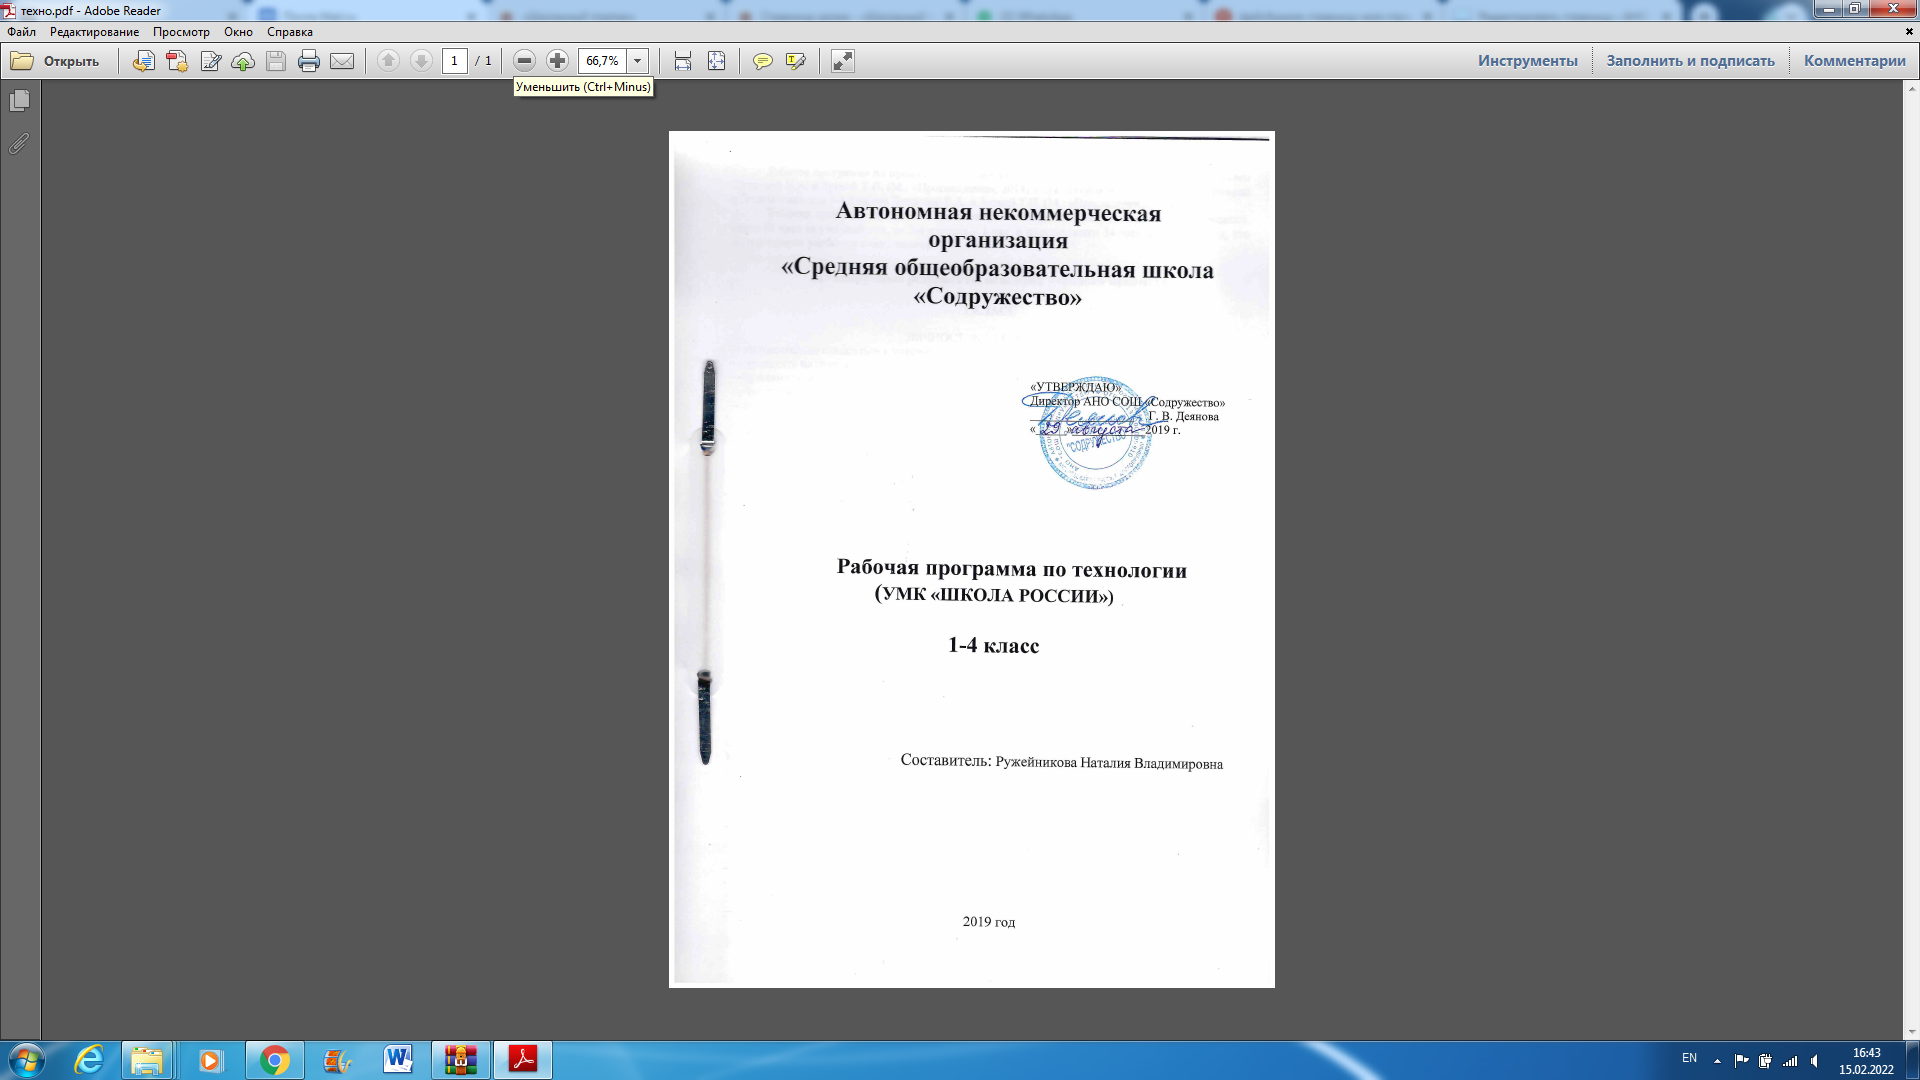 техно.pdf - Adobe Reader
Файл Редактирование Просмотр Окно Справка
Открыть 1 / 1 66,7% Инструменты Заполнить и подписать Комментарии
Уменьшить (Ctrl+Minus)
Автономная некоммерческая
организация
«Средняя общеобразовательная школа
«Содружество»
«УТВЕРЖДАЮ»
Директор АНО СОШ «Содружество»
Г. В. Деянова
« 29 » августа 2019 г.
"СОДРУЖЕСТВО"
Рабочая программа по технологии
(УМК «ШКОЛА РОССИИ»)
1-4 класс
Составитель: Ружейникова Наталия Владимировна
2019 год
EN
16:43
15.02.2022